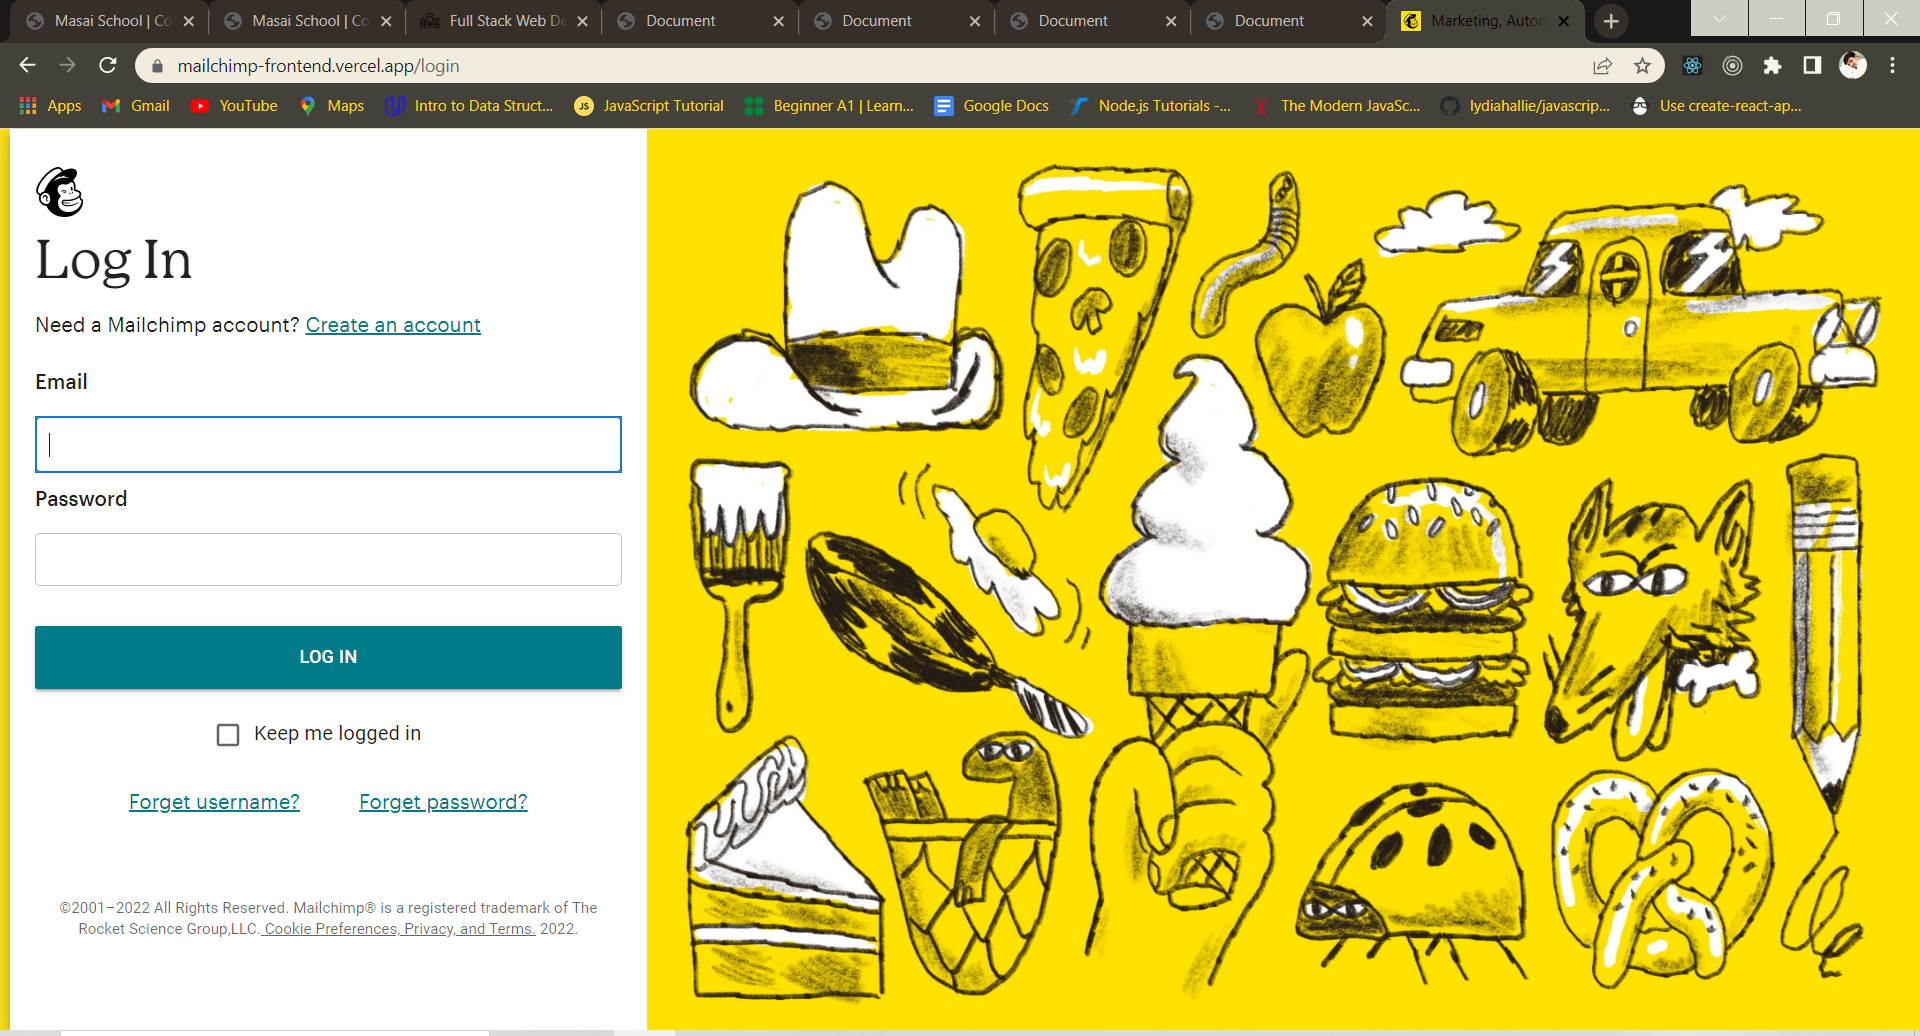 Masai School | Co
Masai School | Co
Full Stack Web De
Document
Document
Document
Document
Marketing, Autom
mailchimp-frontend.vercel.app/login
Apps
Gmail
YouTube
Maps
Intro to Data Struct...
JS
JavaScript Tutorial
Beginner A1 | Learn...
Google Docs
Node.js Tutorials -...
The Modern JavaSc...
lydiahallie/javascrip...
Use create-react-ap...
Log In
Need a Mailchimp account? Create an account
Email
Password
LOG IN
Keep me logged in
Forget username?
Forget password?
©2001–2022 All Rights Reserved. Mailchimp® is a registered trademark of The
Rocket Science Group,LLC. Cookie Preferences, Privacy, and Terms. 2022.